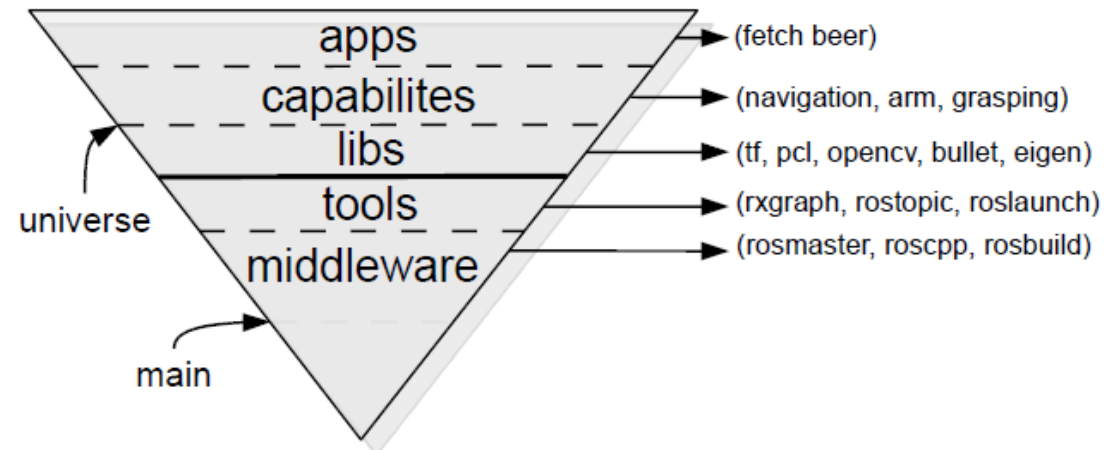 apps
(fetch beer)
capabilites
(navigation, arm, grasping)
libs
(tf, pcl, opencv, bullet, eigen)
universe
tools
(rxgraph, rostopic, roslaunch)
middleware
(rosmaster, roscpp, rosbuild)
main